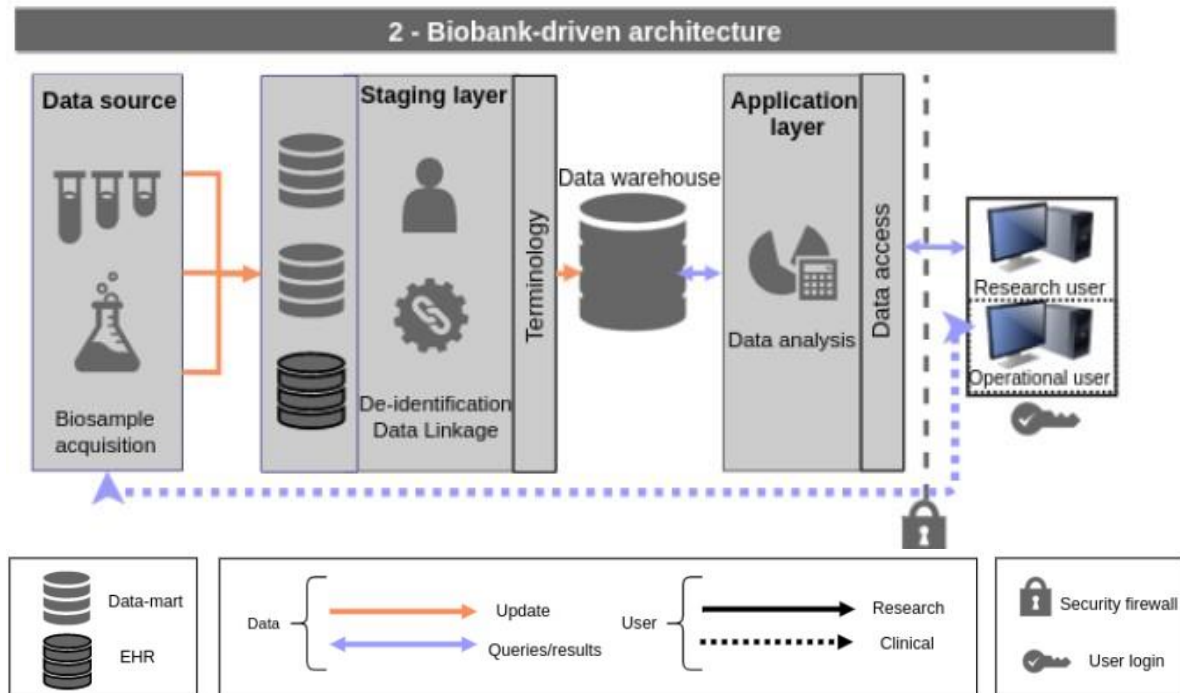 2 - Biobank-driven architecture
Data source
Biosample
acquisition
Staging layer
De-identification
Data Linkage
Terminology
Data warehouse
Application
layer
Data analysis
Data access
Research user
Operational user
Data-mart
EHR
Data
Update
Queries/results
User
Research
Clinical
Security firewall
User login